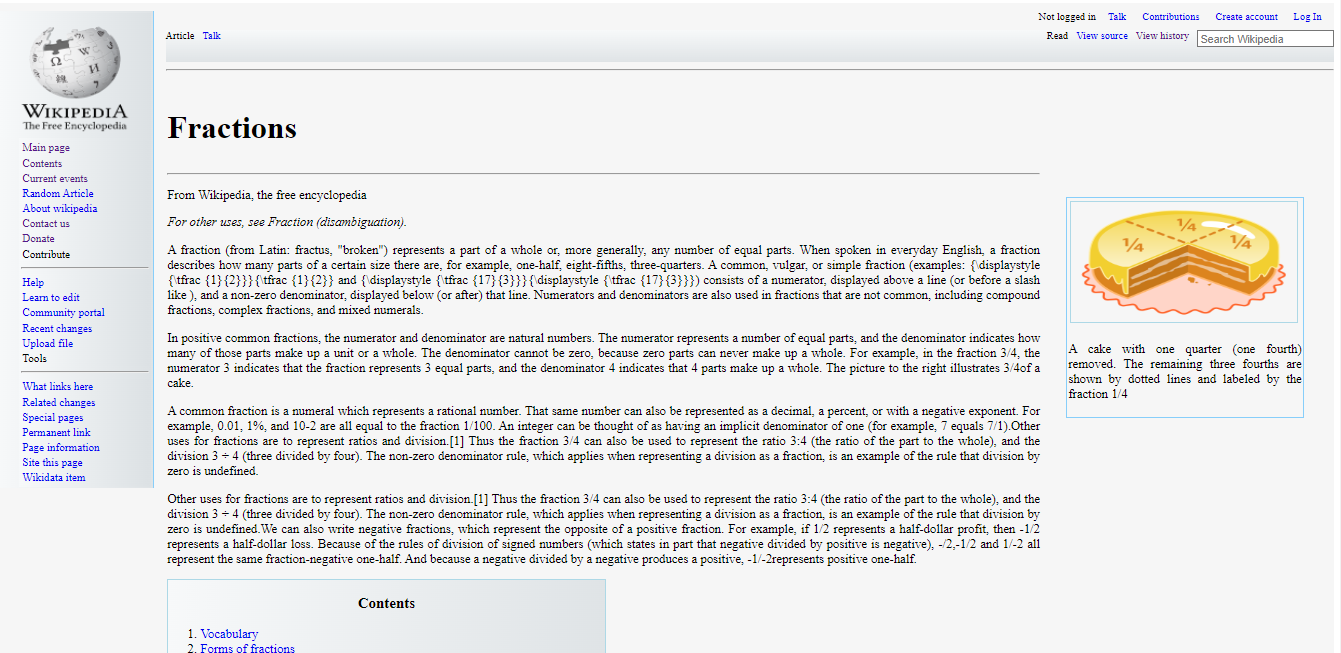 Not logged in Talk Contributions Create account Log In
Article Talk
Read View source View history Search Wikipedia
WIKIPEDIA
The Free Encyclopedia
Main page
Contents
Current events
Random Article
About wikipedia
Contact us
Donate
Contribute
Help
Learn to edit
Community portal
Recent changes
Upload file
Tools
What links here
Related changes
Special pages
Permanent link
Page information
Site this page
Wikidata item
Fractions
From Wikipedia, the free encyclopedia
For other uses, see Fraction (disambiguation).
A fraction (from Latin: fractus, "broken") represents a part of a whole or, more generally, any number of equal parts. When spoken in everyday English, a fraction
describes how many parts of a certain size there are, for example, one-half, eight-fifths, three-quarters. A common, vulgar, or simple fraction (examples: {\displaystyle
{\tfrac {1}{2}}}{\tfrac {1}{2}} and {\displaystyle {\tfrac {17}{3}}}{\displaystyle {\tfrac {17}{3}}}) consists of a numerator, displayed above a line (or before a slash
like ), and a non-zero denominator, displayed below (or after) that line. Numerators and denominators are also used in fractions that are not common, including compound
fractions, complex fractions, and mixed numerals.
In positive common fractions, the numerator and denominator are natural numbers. The numerator represents a number of equal parts, and the denominator indicates how
many of those parts make up a unit or a whole. The denominator cannot be zero, because zero parts can never make up a whole. For example, in the fraction 3/4, the
numerator 3 indicates that the fraction represents 3 equal parts, and the denominator 4 indicates that 4 parts make up a whole. The picture to the right illustrates 3/4of a
cake.
A common fraction is a numeral which represents a rational number. That same number can also be represented as a decimal, a percent, or with a negative exponent. For
example, 0.01, 1%, and 10-2 are all equal to the fraction 1/100. An integer can be thought of as having an implicit denominator of one (for example, 7 equals 7/1).Other
uses for fractions are to represent ratios and division.[1] Thus the fraction 3/4 can also be used to represent the ratio 3:4 (the ratio of the part to the whole), and the
division 3 ÷ 4 (three divided by four). The non-zero denominator rule, which applies when representing a division as a fraction, is an example of the rule that division by
zero is undefined.
Other uses for fractions are to represent ratios and division.[1] Thus the fraction 3/4 can also be used to represent the ratio 3:4 (the ratio of the part to the whole), and the
division 3 ÷ 4 (three divided by four). The non-zero denominator rule, which applies when representing a division as a fraction, is an example of the rule that division by
zero is undefined.We can also write negative fractions, which represent the opposite of a positive fraction. For example, if 1/2 represents a half-dollar profit, then -1/2
represents a half-dollar loss. Because of the rules of division of signed numbers (which states in part that negative divided by positive is negative), -/2,-1/2 and 1/-2 all
represent the same fraction-negative one-half. And because a negative divided by a negative produces a positive, -1/-2represents positive one-half.
Contents
1. Vocabulary
2. Forms of fractions
¼
¼
¼
A cake with one quarter (one fourth)
removed. The remaining three fourths are
shown by dotted lines and labeled by the
fraction 1/4